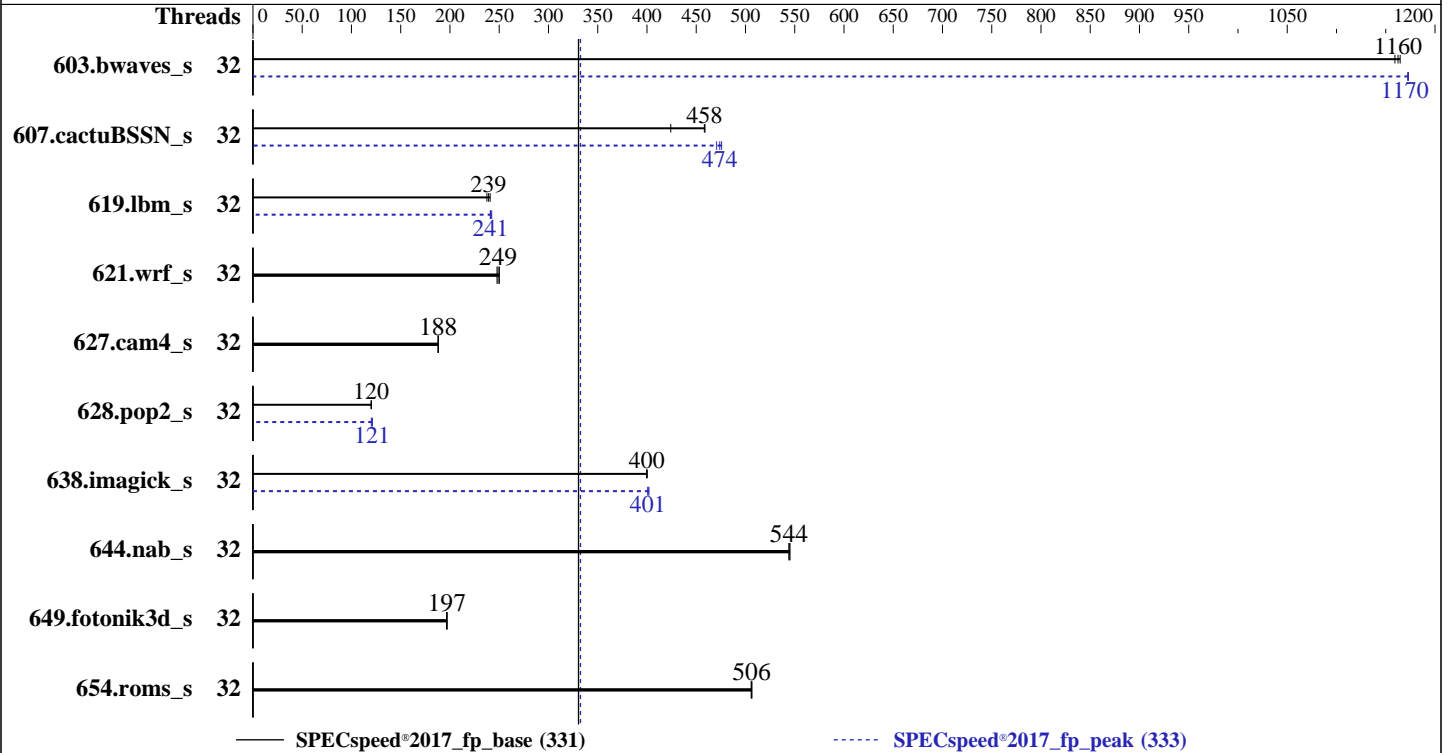 Threads 0 50.0 100 150 200 250 300 350 400 450 500 550 600 650 700 750 800 850 900 950 1050 1200
1160
603.bwaves_s 32
1170
458
607.cactuBSSN_s 32
474
239
619.lbm_s 32
241
249
621.wrf_s 32
188
627.cam4_s 32
120
628.pop2_s 32
121
400
638.imagick_s 32
401
544
644.nab_s 32
197
649.fotonik3d_s 32
506
654.roms_s 32
SPECspeed®2017_fp_base (331) SPECspeed®2017_fp_peak (333)